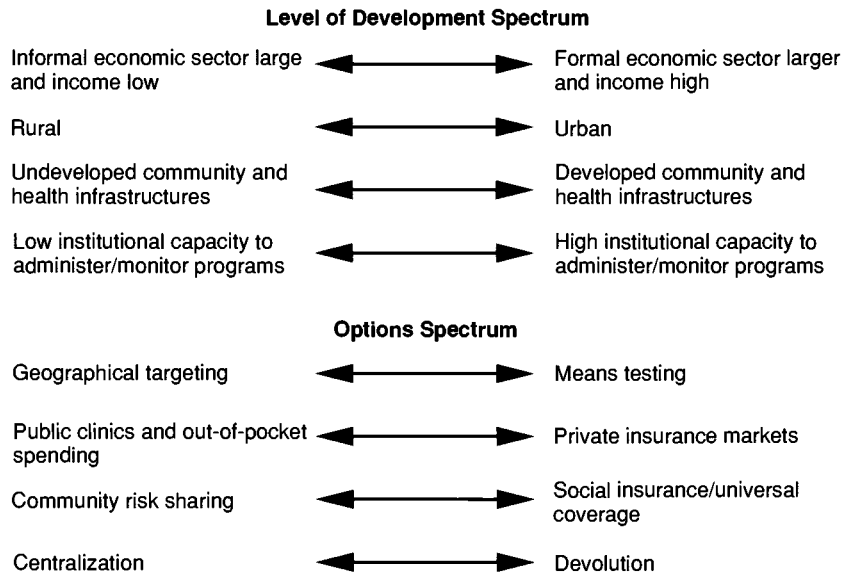 Level of Development Spectrum
Informal economic sector large
and income low
Formal economic sector larger
and income high
Rural
Urban
Undeveloped community and
health infrastructures
Developed community and
health infrastructures
Low institutional capacity to
administer/monitor programs
High institutional capacity to
administer/monitor programs
Options Spectrum
Geographical targeting
Means testing
Public clinics and out-of-pocket
spending
Private insurance markets
Community risk sharing
Social insurance/universal
coverage
Centralization
Devolution